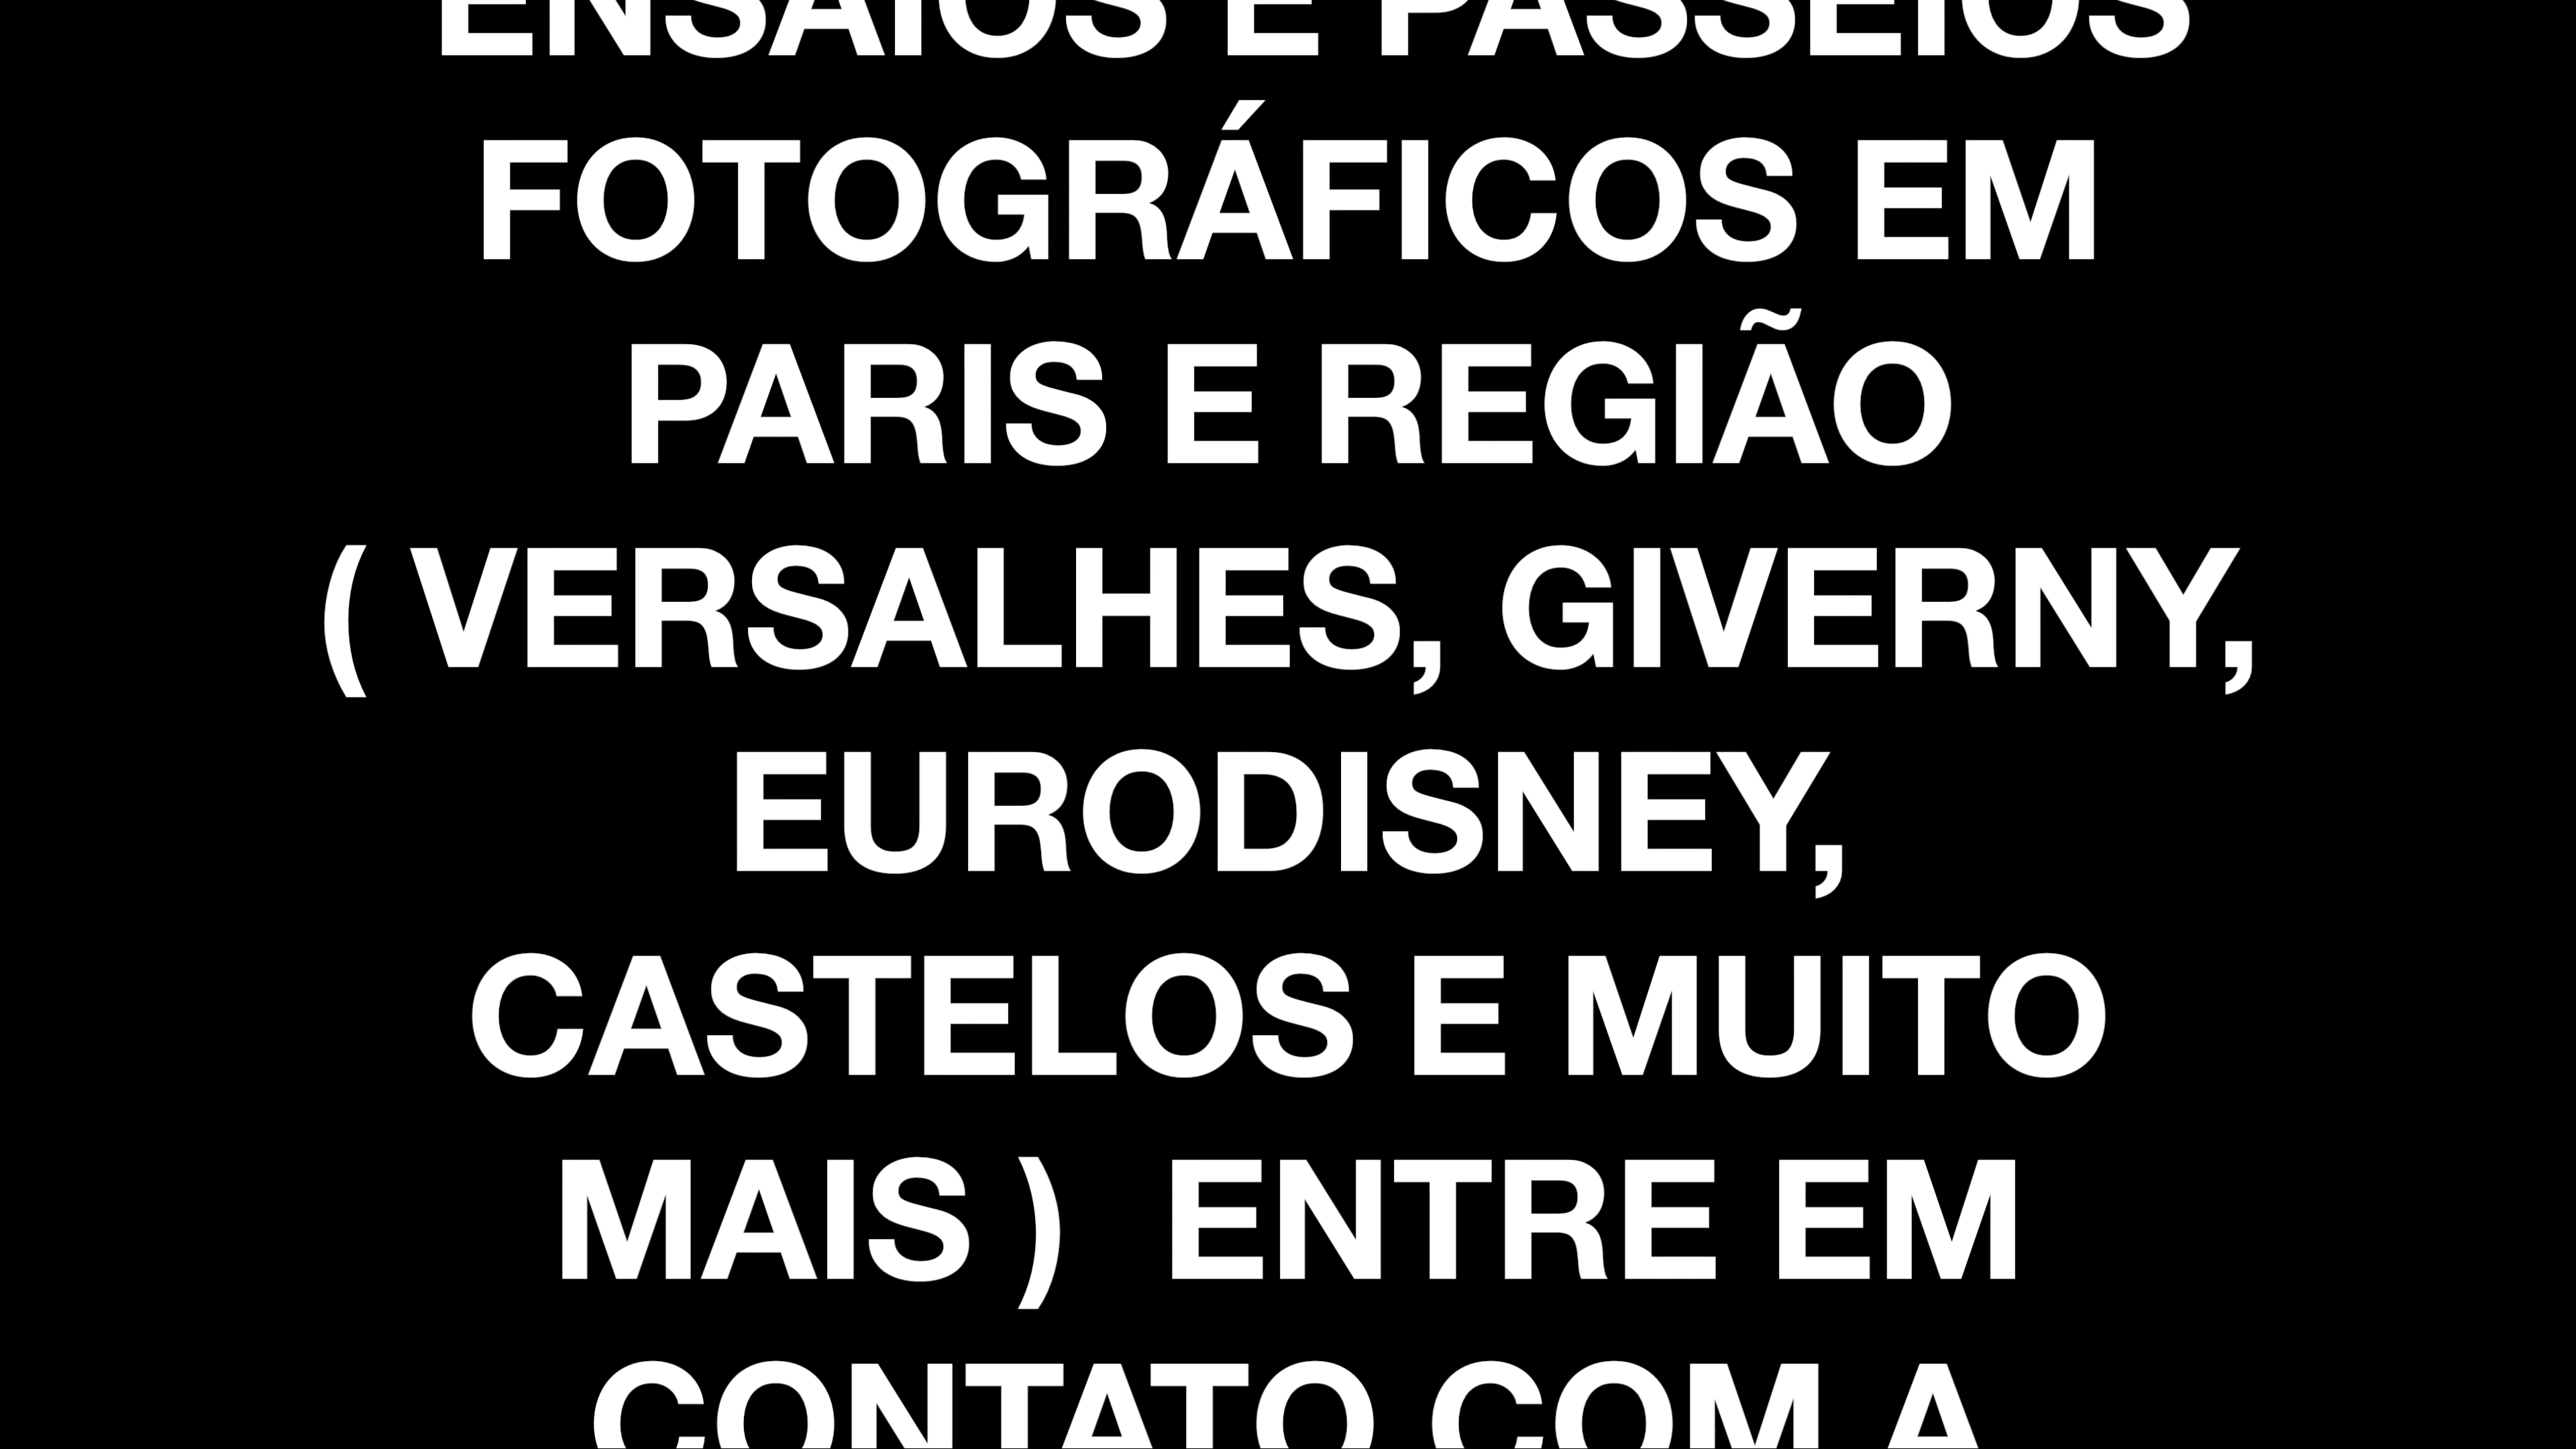 ENSAIOS E PASSEIOS
FOTOGRÁFICOS EM
PARIS E REGIÃO
( VERSALHES, GIVERNY,
EURODISNEY,
CASTELOS E MUITO
MAIS )  ENTRE EM
CONTATO COM A